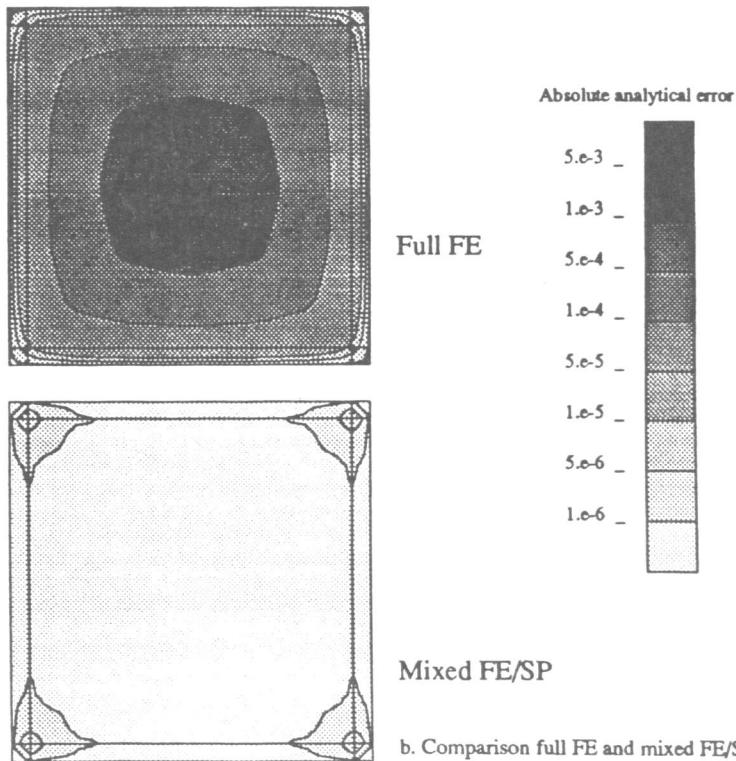 Absolute analytical error
5.e-3 _
1.e-3 _
5.e-4 _
1.e-4 _
5.e-5 _
1.e-5 _
5.e-6 _
1.e-6 _
Full FE
Mixed FE/SP
b. Comparison full FE and mixed FE/S